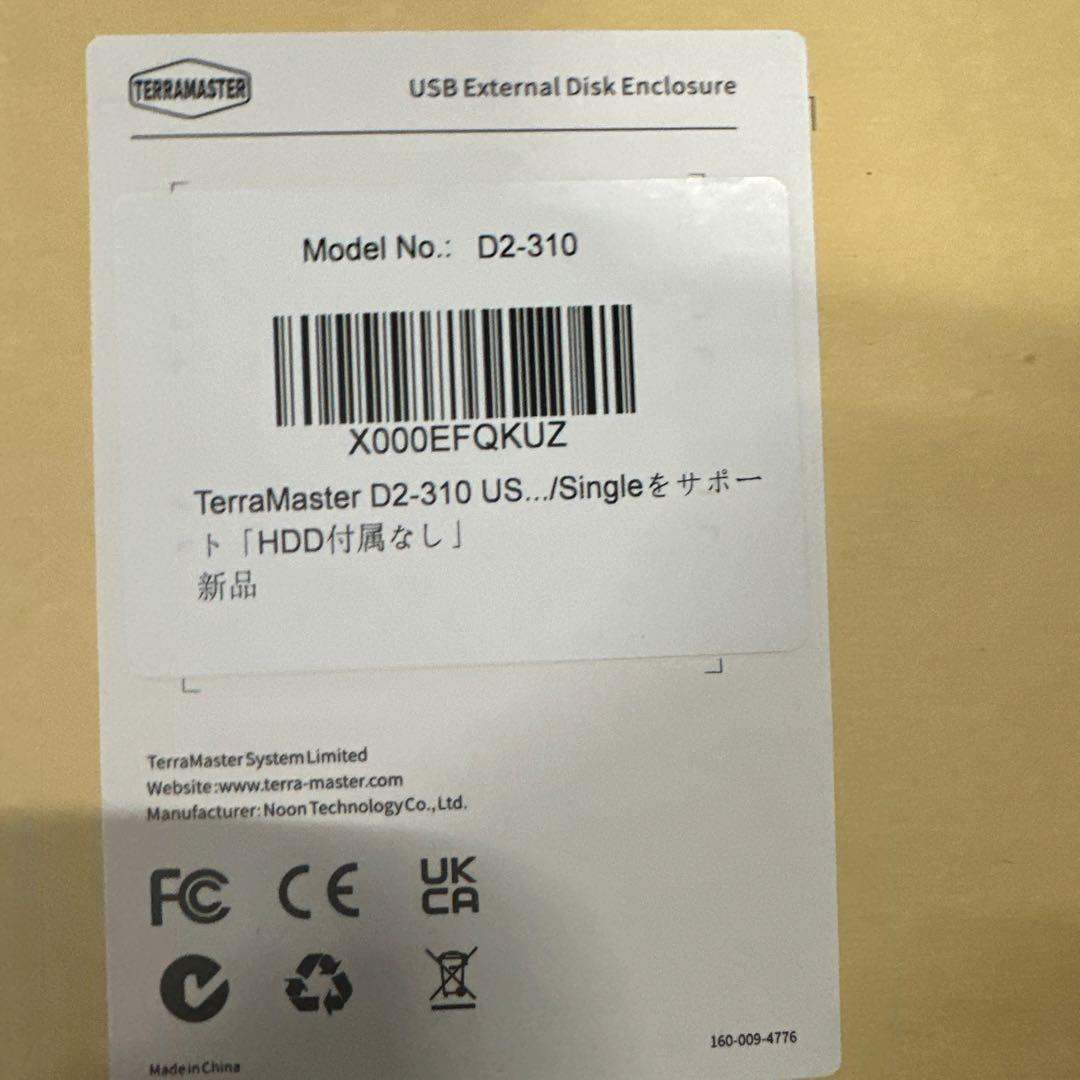 TERRAMASTER
USB External Disk Enclosure
Model No.: D2-310
X000EFQKUZ
TerraMaster D2-310 US.../Singleをサポー
ト「HDD付属なし」
新品
TerraMaster System Limited
Website:www.terra-master.com
Manufacturer: Noon Technology Co., Ltd.
FC CE UK
CA
160-009-4776
Made in China